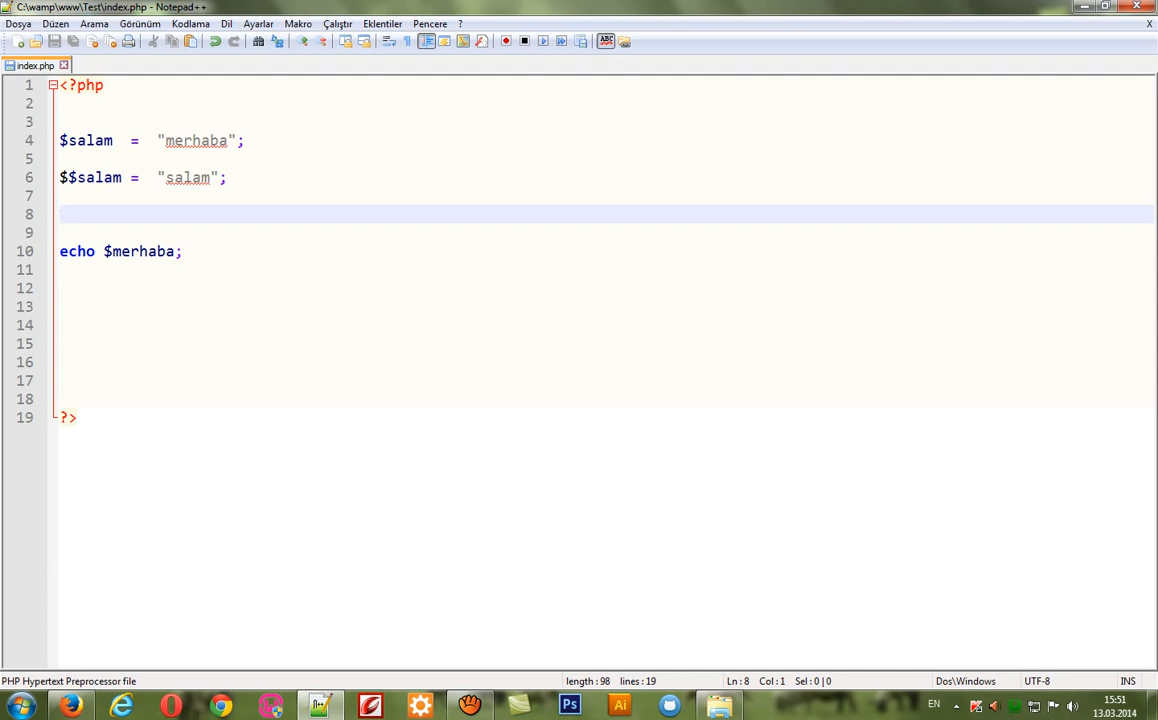 C:\wamp\www\Test\index.php - Notepad++
Dosya Düzen Arama Görünüm Kodlama Dil Ayarlar Makro Çalıştır Eklentiler Pencere ? X
ABC
index.php
1 <?php
2
3
4 $salam = "merhaba";
5
6 $$salam = "salam";
7
8
9
10 echo $merhaba;
11
12
13
14
15
16
17
18
19 ?>
PHP Hypertext Preprocessor file length : 98 lines : 19 Ln : 8 Col : 1 Sel : 0 | 0 Dos\Windows UTF-8 INS
Ps Ai EN 15:51
13.03.2014